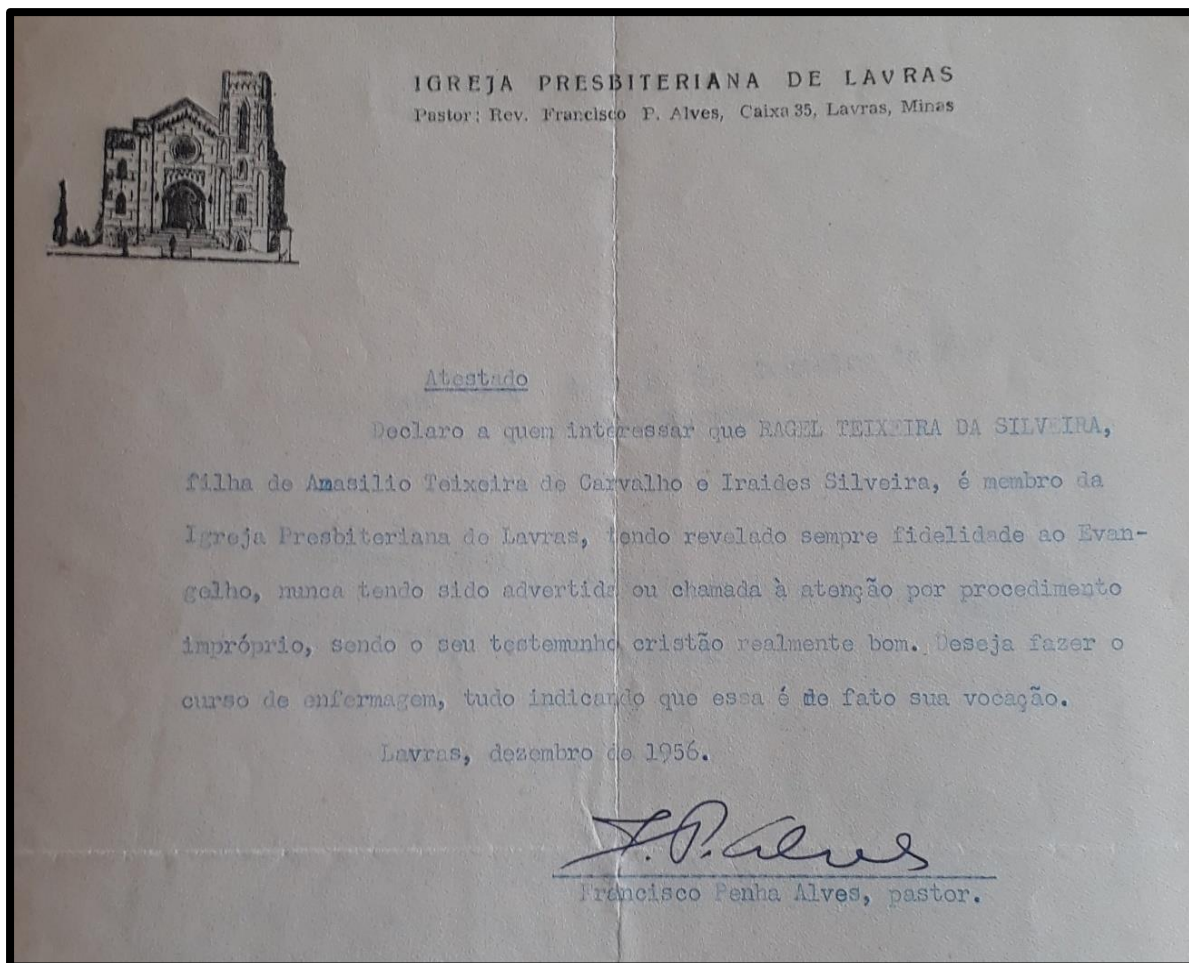 IGREJA PRESBITERIANA DE LAVRAS
Pastor: Rev. Francisco P. Alves, Caixa 35, Lavras, Minas
Atestado
Declaro a quem interessar que RAGEL TEIXEIRA DA SILVEIRA,
filha de Amasilio Teixeira de Carvalho e Iraides Silveira, é membro da
Igreja Presbiteriana de Lavras, tendo revelado sempre fidelidade ao Evan-
gelho, nunca tendo sido advertida ou chamada à atenção por procedimento
impróprio, sendo o seu testemunho cristão realmente bom. Deseja fazer o
curso de enfermagem, tudo indicando que essa é de fato sua vocação.
Lavras, dezembro de 1956.
F. P. Alves
Francisco Penha Alves, pastor.